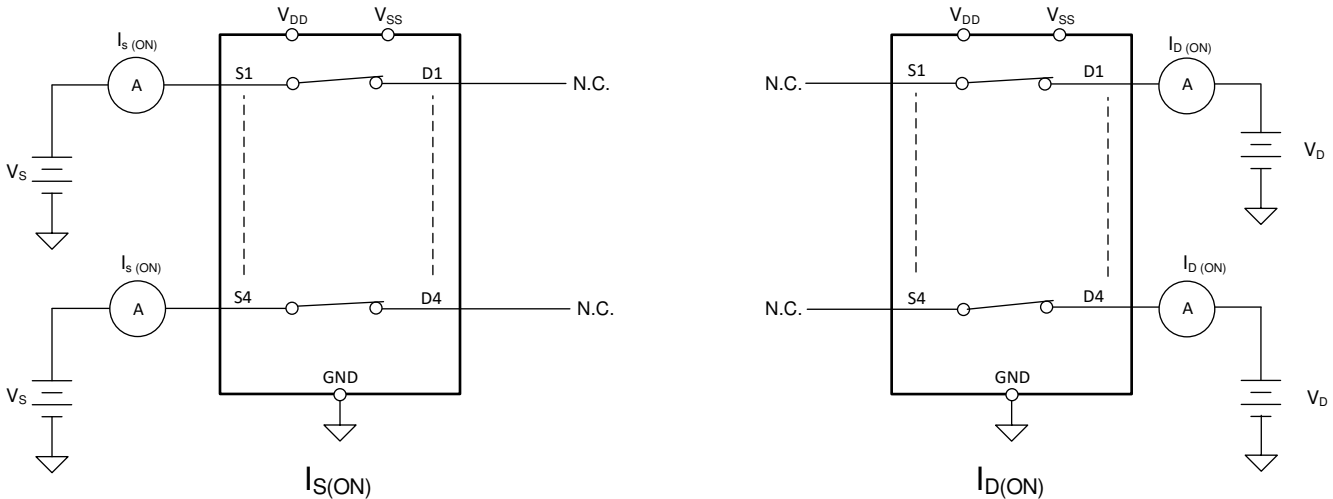 VDD VSS
Is (ON)
A
S1 D1
N.C.
VS
Is (ON)
A
S4 D4
N.C.
VS
GND
IS(ON)
VDD VSS
ID (ON)
N.C.
S1 D1
A
VD
ID (ON)
N.C.
S4 D4
A
VD
GND
ID(ON)